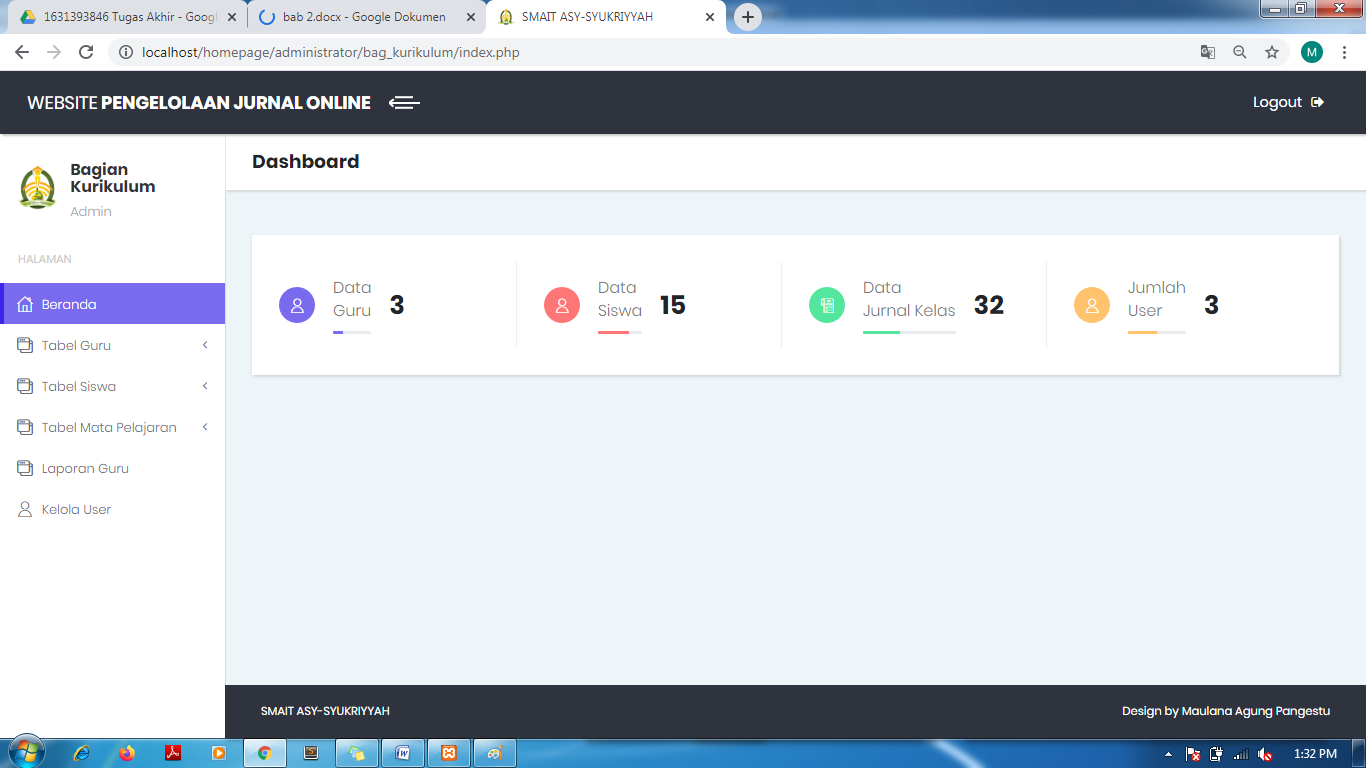 1631393846 Tugas Akhir - Googl
bab 2.docx - Google Dokumen
SMAIT ASY-SYUKRIYYAH
localhost/homepage/administrator/bag_kurikulum/index.php
M
WEBSITE PENGELOLAAN JURNAL ONLINE
Logout
Bagian
Kurikulum
Admin
HALAMAN
Beranda
Tabel Guru
Tabel Siswa
Tabel Mata Pelajaran
Laporan Guru
Kelola User
Dashboard
Data
Guru 3
Data
Siswa 15
Data
Jurnal Kelas 32
Jumlah
User 3
SMAIT ASY-SYUKRIYYAH
Design by Maulana Agung Pangestu
1:32 PM